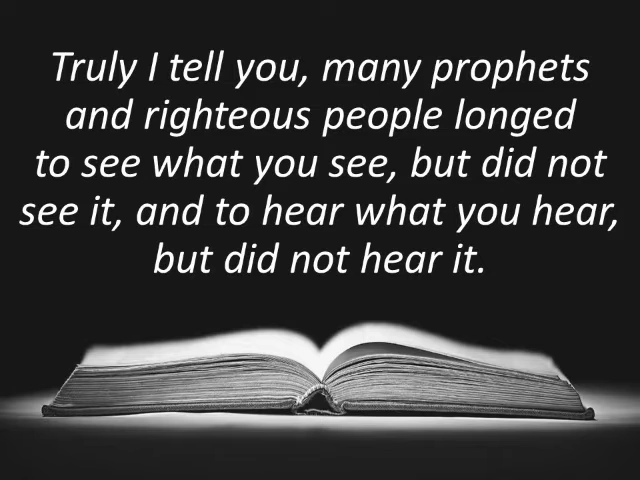 Truly I tell you, many prophets
and righteous people longed
to see what you see, but did not
see it, and to hear what you hear,
but did not hear it.